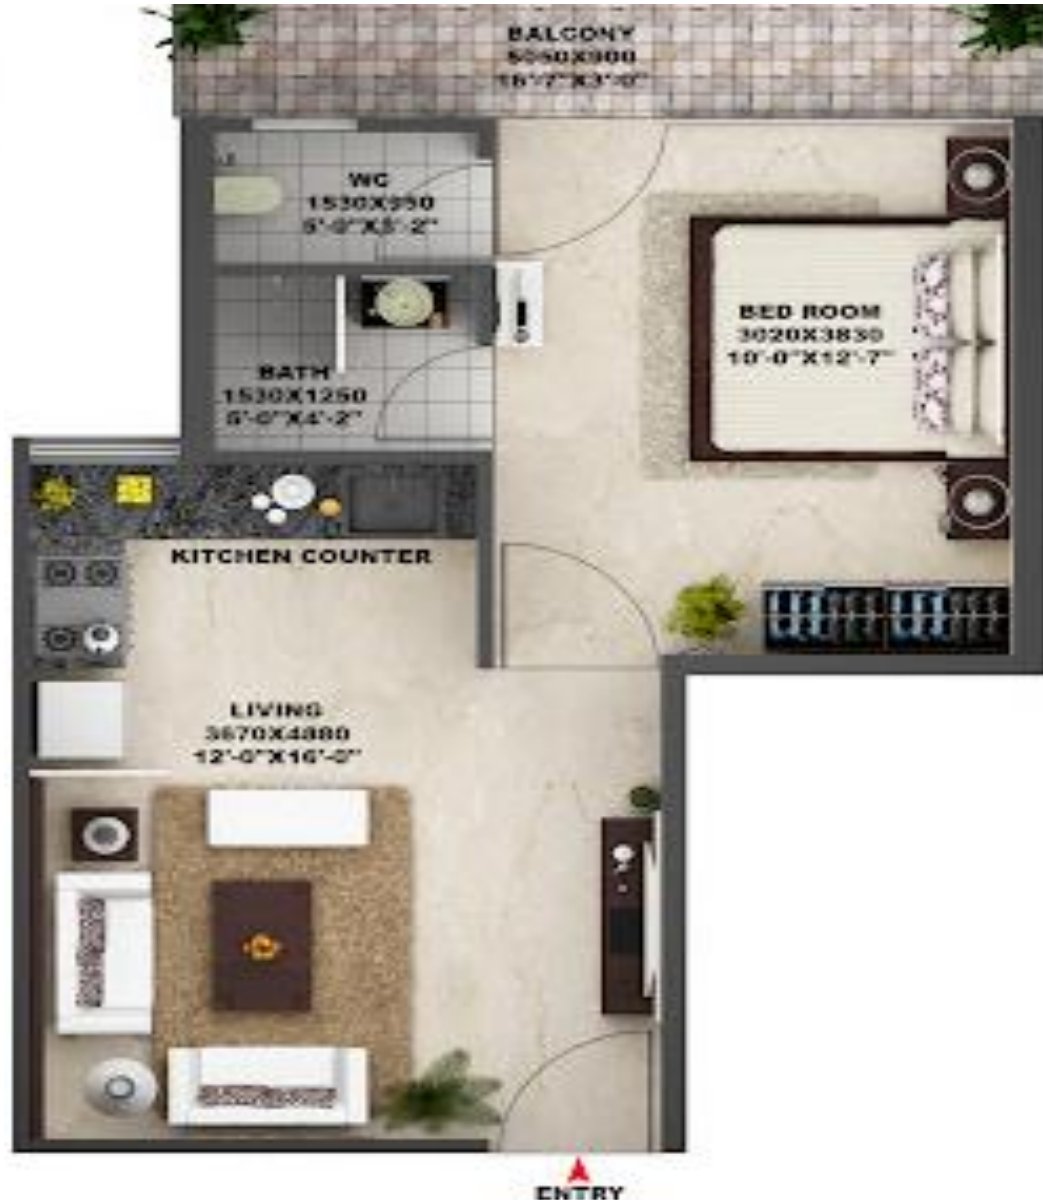 BALCONY
5050X900
16'-7"X3'-0"
WC
1530X950
5'-0"X3'-2"
BED ROOM
3020X3830
10'-0"X12'-7"
BATH
1530X1250
5'-0"X4'-2"
KITCHEN COUNTER
LIVING
3670X4880
12'-0"X16'-0"
ENTRY